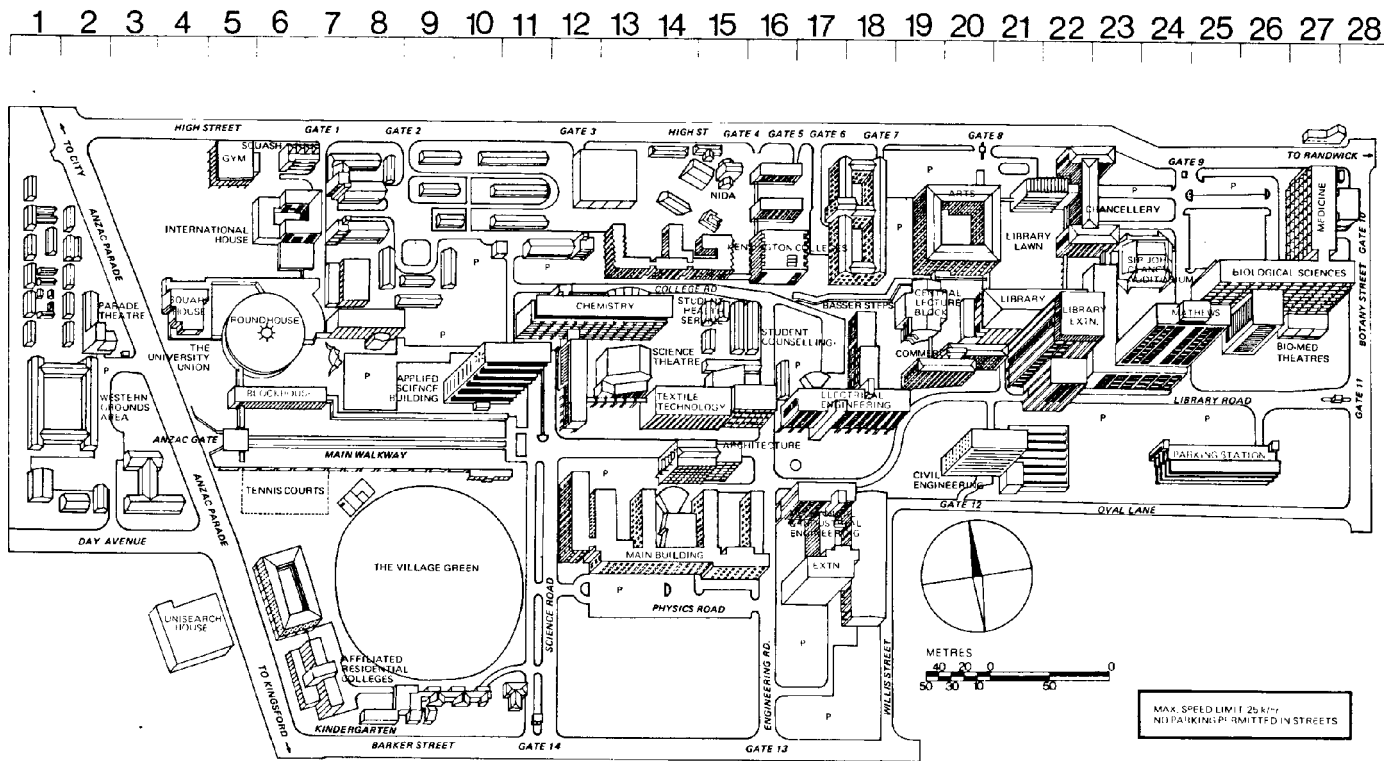 1 2 3 4 5 6 7 8 9 10 11 12 13 14 15 16 17 18 19 20 21 22 23 24 25 26 27 28
HIGH STREET
GATE 1
GATE 2
GATE 3
HIGH ST
GATE 4
GATE 5
GATE 6
GATE 7
GATE 8
TO CITY
SQUASH
GYM
TO RANDWICK
GATE 9
P
P
P
NIDA
ARTS
P
MEDICINE
ANZAC PARADE
CHANCELLERY
GATE 10
INTERNATIONAL
HOUSE
LIBRARY
LAWN
P
KENSINGTON COLLEGES
SIR JOHN
CLANCY
AUDITORIUM
P
P
BIOLOGICAL SCIENCES
COLLEGE RD
PARADE
THEATRE
SQUASH
HOUSE
CHEMISTRY
STUDENT
HEALTH
SERVICE
BASSER STEPS
CENTRAL
LECTURE
BLOCK
LIBRARY
LIBRARY
EXTN.
MATHEWS
BOTANY STREET
ROUNDHOUSE
STUDENT
COUNSELLING
THE
UNIVERSITY
UNION
P
SCIENCE
THEATRE
COMMERCE
BIO-MED
THEATRES
P
P
APPLIED
SCIENCE
BUILDING
P
GATE 11
BLOCKHOUSE
P
TEXTILE
TECHNOLOGY
ELECTRICAL
ENGINEERING
LIBRARY ROAD
WESTERN
GROUNDS
AREA
P
P
ANZAC GATE
MAIN WALKWAY
ARCHITECTURE
PARKING STATION
P
CIVIL
ENGINEERING
TENNIS COURTS
ANZAC PARADE
GATE 12
OVAL LANE
INDUSTRIAL
ENGINEERING
DAY AVENUE
MAIN BUILDING
EXTN
THE VILLAGE GREEN
P
P
PHYSICS ROAD
UNISEARCH
HOUSE
SCIENCE ROAD
P
METRES
40 20 0 0
50 30 10 50
AFFILIATED
RESIDENTIAL
COLLEGES
TO KINGSFORD
ENGINEERING RD.
WILLIS STREET
P
KINDERGARTEN
BARKER STREET
GATE 14
GATE 13
MAX. SPEED LIMIT 25 k/hr
NO PARKING PERMITTED IN STREETS